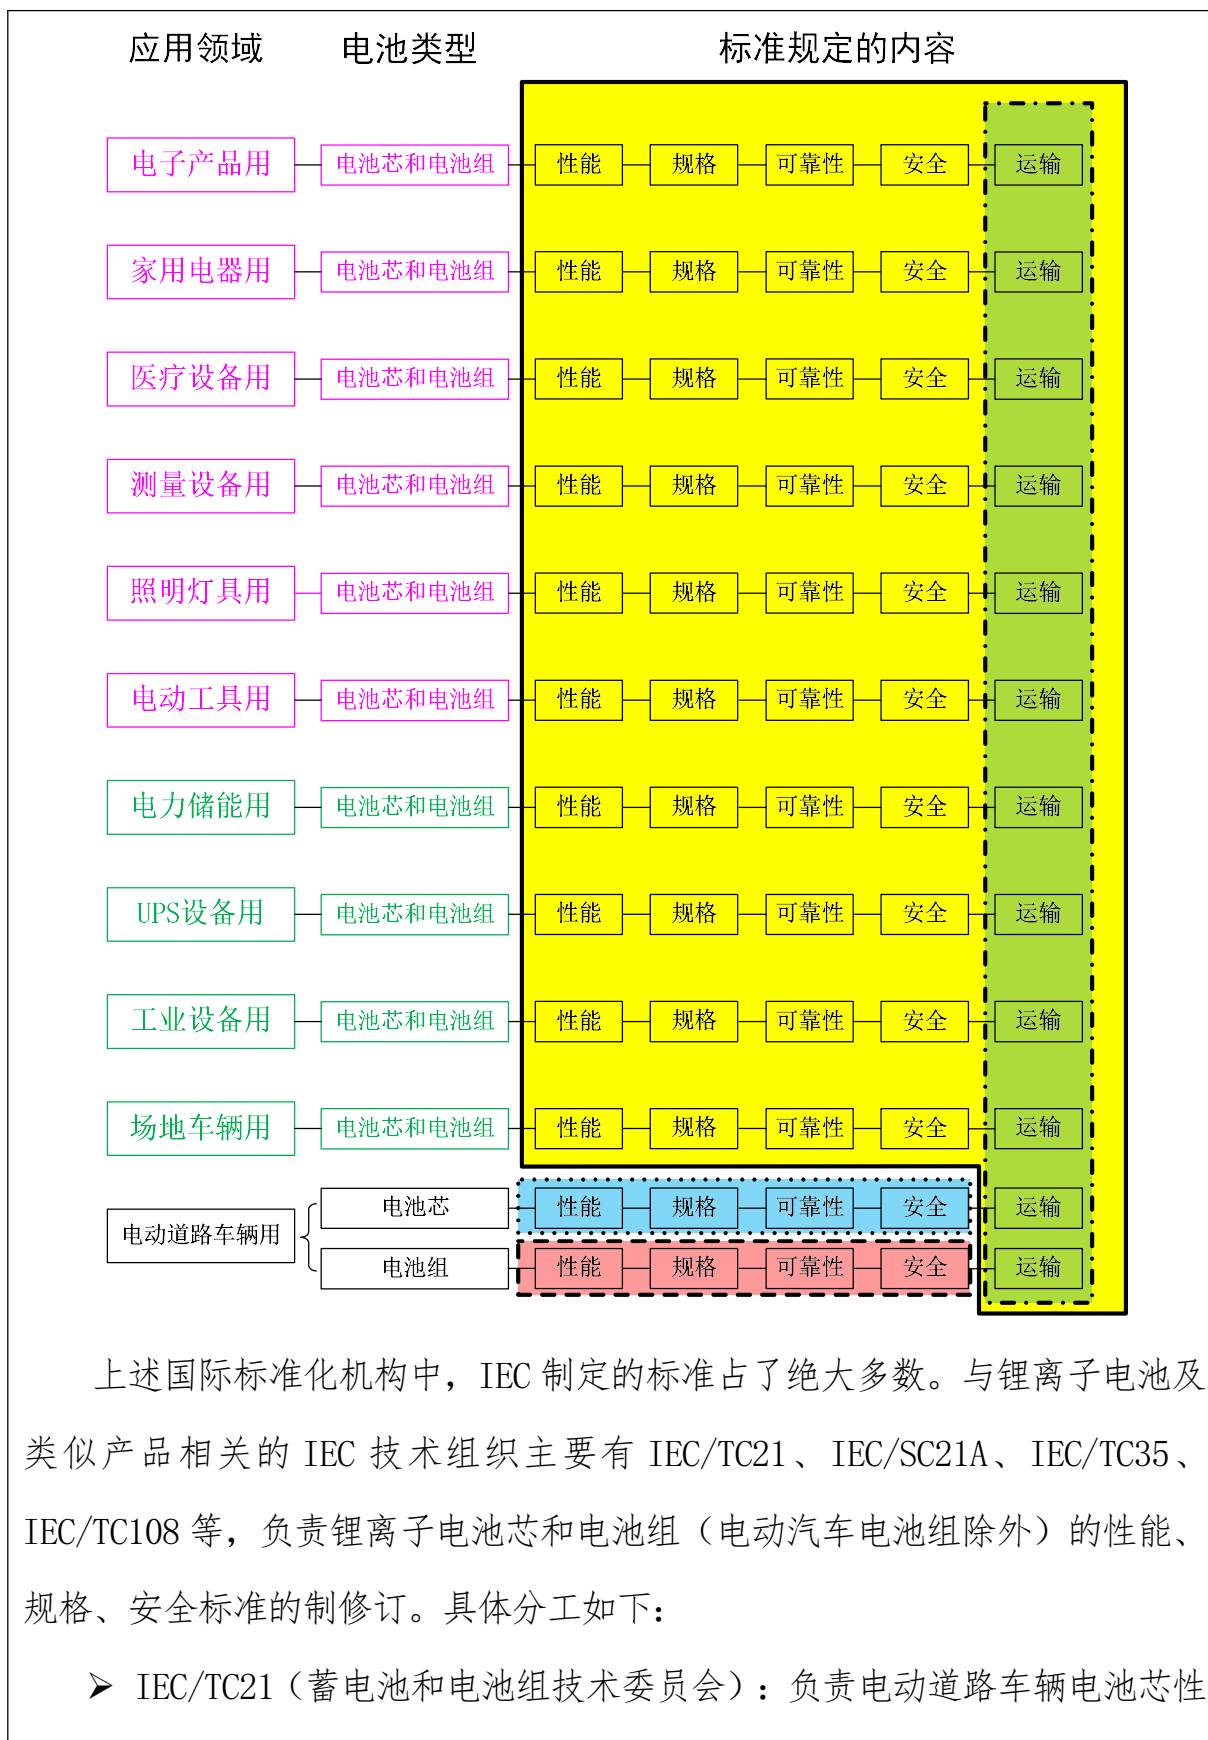 应用领域 电池类型 标准规定的内容
电子产品用 电池芯和电池组 性能 规格 可靠性 安全 运输
家用电器用 电池芯和电池组 性能 规格 可靠性 安全 运输
医疗设备用 电池芯和电池组 性能 规格 可靠性 安全 运输
测量设备用 电池芯和电池组 性能 规格 可靠性 安全 运输
照明灯具用 电池芯和电池组 性能 规格 可靠性 安全 运输
电动工具用 电池芯和电池组 性能 规格 可靠性 安全 运输
电力储能用 电池芯和电池组 性能 规格 可靠性 安全 运输
UPS设备用 电池芯和电池组 性能 规格 可靠性 安全 运输
工业设备用 电池芯和电池组 性能 规格 可靠性 安全 运输
场地车辆用 电池芯和电池组 性能 规格 可靠性 安全 运输
电动道路车辆用
电池芯 性能 规格 可靠性 安全 运输
电池组 性能 规格 可靠性 安全 运输
上述国际标准化机构中，IEC 制定的标准占了绝大多数。与锂离子电池及
类似产品相关的 IEC 技术组织主要有 IEC/TC21、IEC/SC21A、IEC/TC35、
IEC/TC108 等，负责锂离子电池芯和电池组（电动汽车电池组除外）的性能、
规格、安全标准的制修订。具体分工如下：
➢ IEC/TC21（蓄电池和电池组技术委员会）：负责电动道路车辆电池芯性